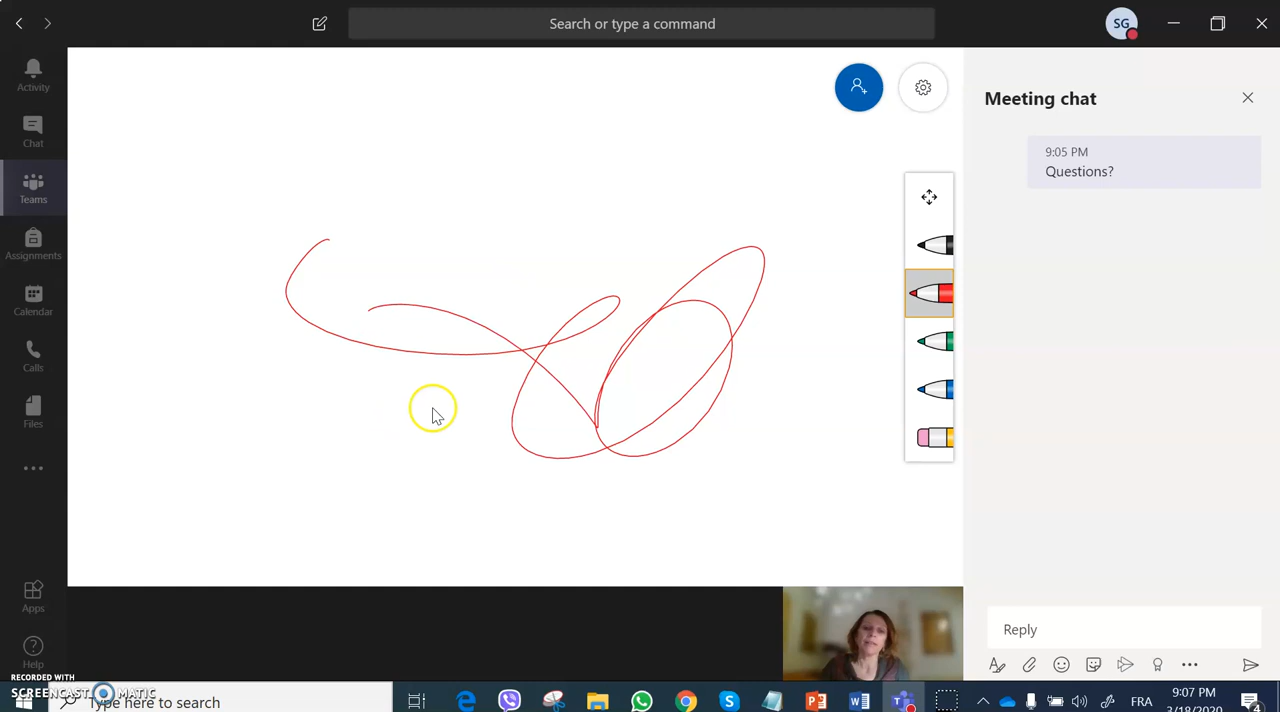 Search or type a command
SG
Activity
Chat
Teams
Assignments
Calendar
Calls
Files
Apps
Help
Meeting chat
9:05 PM
Questions?
Reply
RECORDED WITH
SCREENCAST MATIC
Type here to search
FRA
9:07 PM
3/18/2020
4